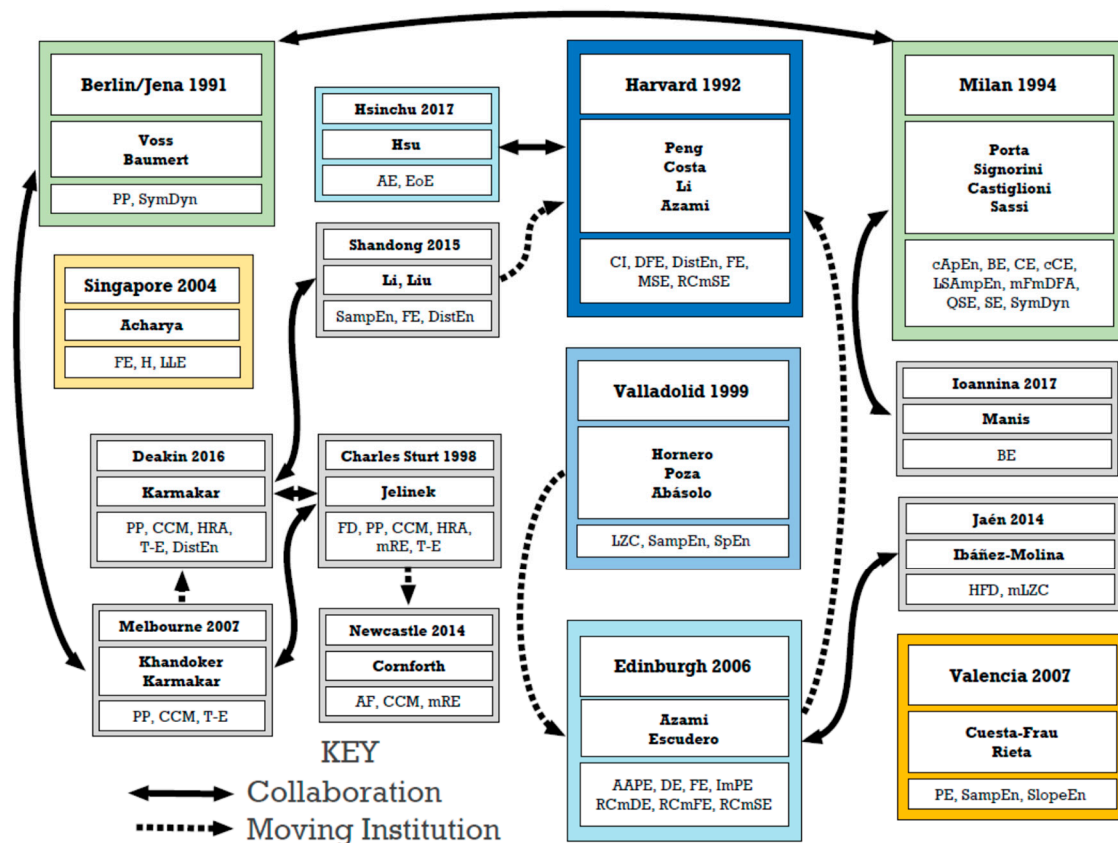 Berlin/Jena 1991
Voss
Baumert
PP, SymDyn
Hsinchu 2017
Hsu
AE, EoE
Harvard 1992
Peng
Costa
Li
Azami
CI, DFE, DistEn, FE,
MSE, RCmSE
Milan 1994
Porta
Signorini
Castiglioni
Sassi
cApEn, BE, CE, cCE,
LSAmpEn, mFmDFA,
QSE, SE, SymDyn
Shandong 2015
Li, Liu
SampEn, FE, DistEn
Singapore 2004
Acharya
FE, H, LLE
Valladolid 1999
Hornero
Poza
Abásolo
LZC, SampEn, SpEn
Ioannina 2017
Manis
BE
Deakin 2016
Karmakar
PP, CCM, HRA,
T-E, DistEn
Charles Sturt 1998
Jelinek
FD, PP, CCM, HRA,
mRE, T-E
Jaén 2014
Ibáñez-Molina
HFD, mLZC
Melbourne 2007
Khandoker
Karmakar
PP, CCM, T-E
Newcastle 2014
Cornforth
AF, CCM, mRE
Edinburgh 2006
Azami
Escudero
AAPE, DE, FE, ImPE
RCmDE, RCmFE, RCmSE
Valencia 2007
Cuesta-Frau
Rieta
PE, SampEn, SlopeEn
KEY
Collaboration
Moving Institution